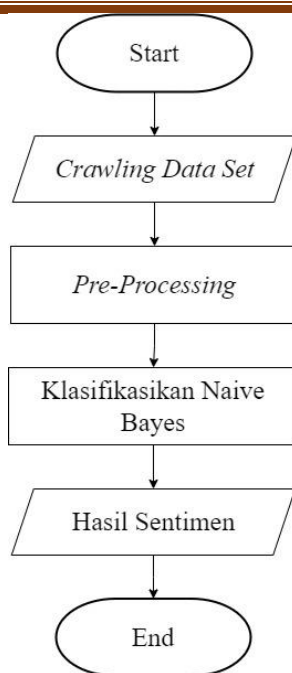 Start
Crawling Data Set
Pre-Processing
Klasifikasikan Naive
Bayes
Hasil Sentimen
End